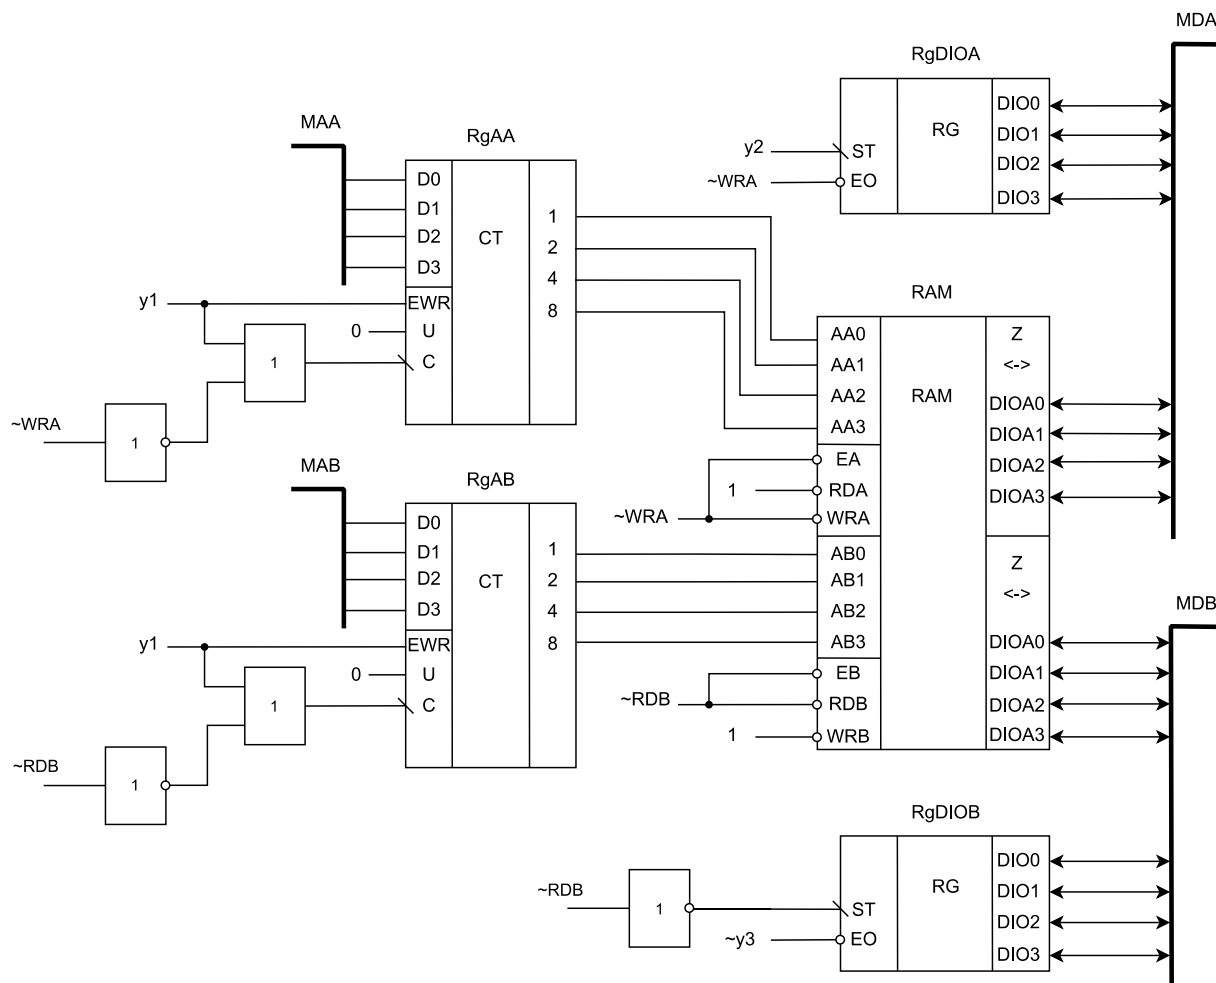 MDA
RgDIOA
RG
DIO0
DIO1
DIO2
DIO3
y2
ST
~WRA
EO
MAA
RgAA
D0
D1
D2
D3
CT
1
2
4
8
y1
EWR
0
U
C
1
~WRA
1
RAM
AA0
AA1
AA2
AA3
RAM
Z
<->
DIOA0
DIOA1
DIOA2
DIOA3
EA
1
RDA
~WRA
WRA
MAB
RgAB
D0
D1
D2
D3
CT
1
2
4
8
AB0
AB1
AB2
AB3
Z
<->
MDB
DIOA0
DIOA1
DIOA2
DIOA3
y1
EWR
0
U
C
1
~RDB
1
EB
~RDB
RDB
1
WRB
RgDIOB
RG
DIO0
DIO1
DIO2
DIO3
~RDB
1
ST
~y3
EO